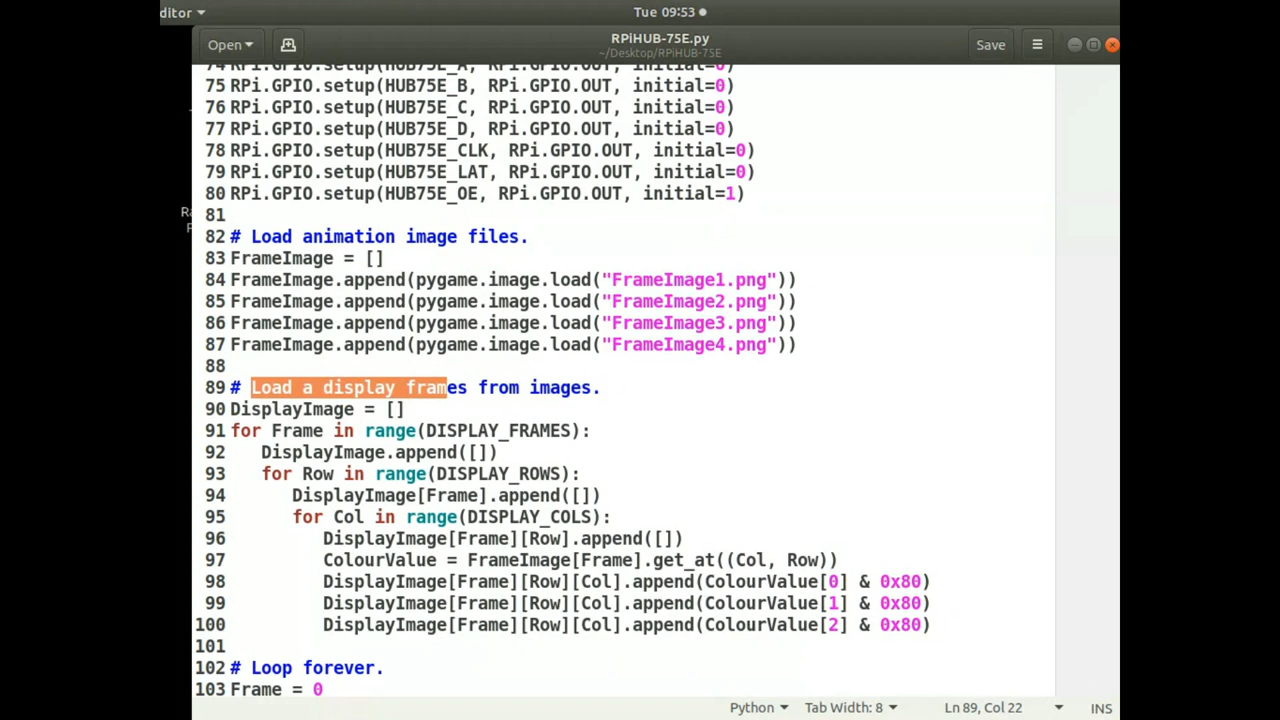 ditor
Tue 09:53
Open
RPiHUB-75E.py
~/Desktop/RPiHUB-75E
Save
74 RPi.GPIO.setup(HUB75E_A, RPi.GPIO.OUT, initial=0)
75 RPi.GPIO.setup(HUB75E_B, RPi.GPIO.OUT, initial=0)
76 RPi.GPIO.setup(HUB75E_C, RPi.GPIO.OUT, initial=0)
77 RPi.GPIO.setup(HUB75E_D, RPi.GPIO.OUT, initial=0)
78 RPi.GPIO.setup(HUB75E_CLK, RPi.GPIO.OUT, initial=0)
79 RPi.GPIO.setup(HUB75E_LAT, RPi.GPIO.OUT, initial=0)
80 RPi.GPIO.setup(HUB75E_OE, RPi.GPIO.OUT, initial=1)
81
82 # Load animation image files.
83 FrameImage = []
84 FrameImage.append(pygame.image.load("FrameImage1.png"))
85 FrameImage.append(pygame.image.load("FrameImage2.png"))
86 FrameImage.append(pygame.image.load("FrameImage3.png"))
87 FrameImage.append(pygame.image.load("FrameImage4.png"))
88
89 # Load a display frames from images.
90 DisplayImage = []
91 for Frame in range(DISPLAY_FRAMES):
92    DisplayImage.append([])
93    for Row in range(DISPLAY_ROWS):
94       DisplayImage[Frame].append([])
95       for Col in range(DISPLAY_COLS):
96          DisplayImage[Frame][Row].append([])
97          ColourValue = FrameImage[Frame].get_at((Col, Row))
98          DisplayImage[Frame][Row][Col].append(ColourValue[0] & 0x80)
99          DisplayImage[Frame][Row][Col].append(ColourValue[1] & 0x80)
100          DisplayImage[Frame][Row][Col].append(ColourValue[2] & 0x80)
101
102 # Loop forever.
103 Frame = 0
Python
Tab Width: 8
Ln 89, Col 22
INS